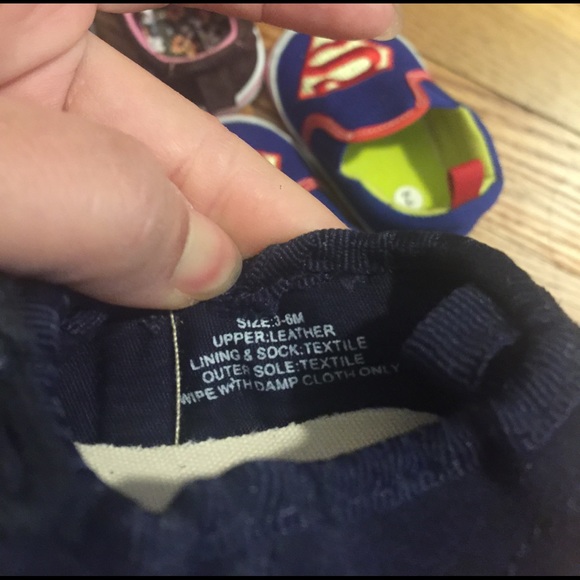 SIZE:3-6M
UPPER:LEATHER
LINING & SOCK:TEXTILE
OUTER SOLE:TEXTILE
WIPE WITH DAMP CLOTH ONLY
S